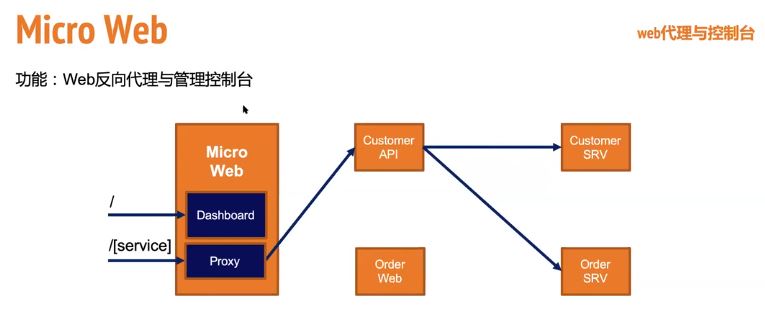 Micro Web
web代理与控制台
功能：Web反向代理与管理控制台
Micro
Web
/
Dashboard
/[service]
Proxy
Customer
API
Customer
SRV
Order
Web
Order
SRV